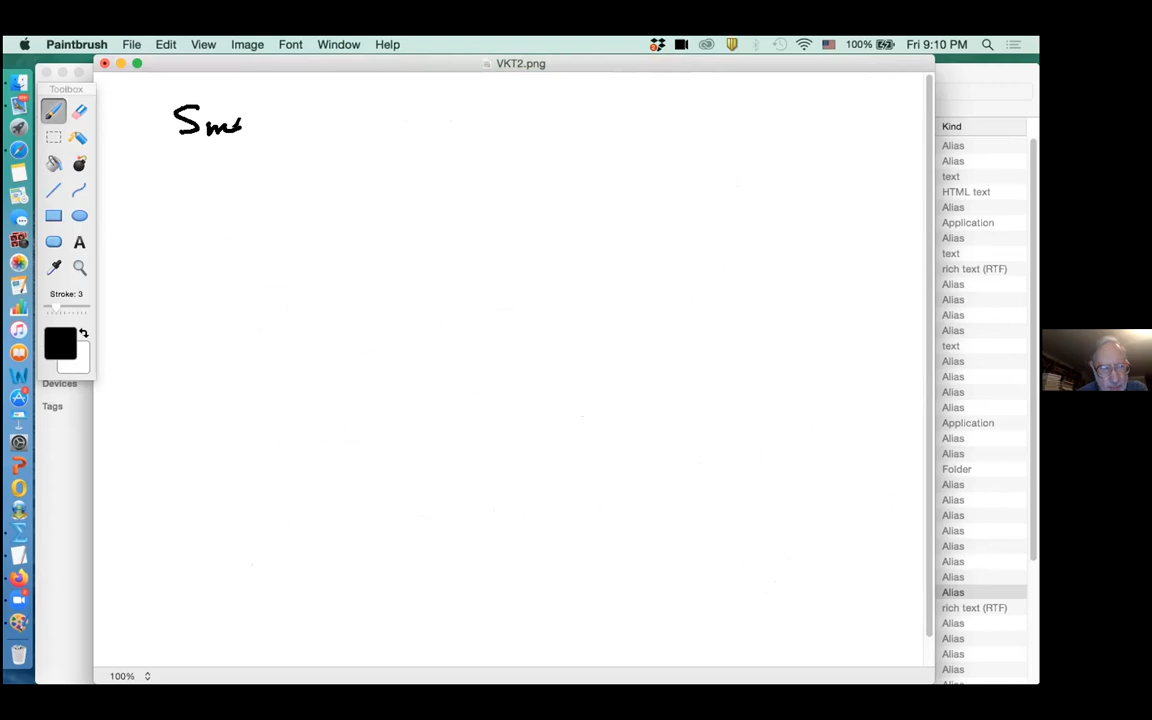 Paintbrush File Edit View Image Font Window Help 100% Fri 9:10 PM
VKT2.png
Toolbox
Stroke: 3
Devices
Tags
Kind
Alias
Alias
text
HTML text
Alias
Application
Alias
text
rich text (RTF)
Alias
Alias
Alias
Alias
text
Alias
Alias
Alias
Alias
Application
Alias
Alias
Folder
Alias
Alias
Alias
Alias
Alias
Alias
Alias
Alias
rich text (RTF)
Alias
Alias
Alias
Alias
100%